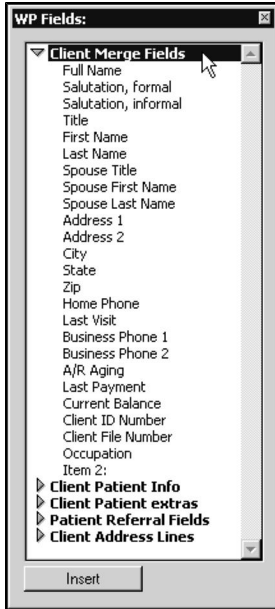 WP Fields:
Client Merge Fields
Full Name
Salutation, formal
Salutation, informal
Title
First Name
Last Name
Spouse Title
Spouse First Name
Spouse Last Name
Address 1
Address 2
City
State
Zip
Home Phone
Last Visit
Business Phone 1
Business Phone 2
A/R Aging
Last Payment
Current Balance
Client ID Number
Client File Number
Occupation
Item 2:
Client Patient Info
Client Patient extras
Patient Referral Fields
Client Address Lines
Insert